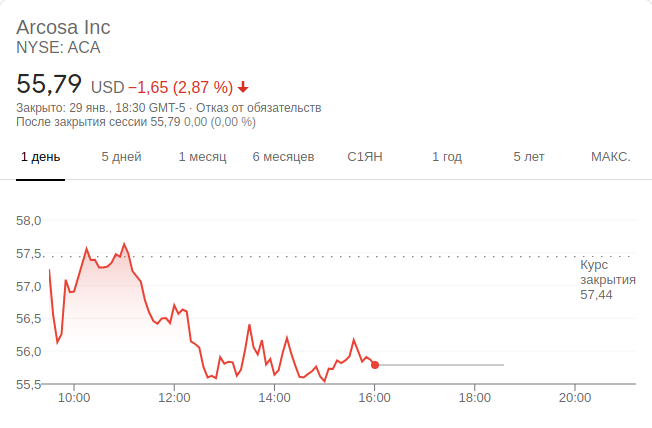 Arcosa Inc
NYSE: ACA
55,79 USD −1,65 (2,87 %)
Закрыто: 29 янв., 18:30 GMT-5 · Отказ от обязательств
После закрытия сессии 55,79 0,00 (0,00 %)
1 день 5 дней 1 месяц 6 месяцев С1ЯН 1 год 5 лет МАКС.
58,0
57,5
Курс
закрытия
57,44
57,0
56,5
56,0
55,5
10:00 12:00 14:00 16:00 18:00 20:00